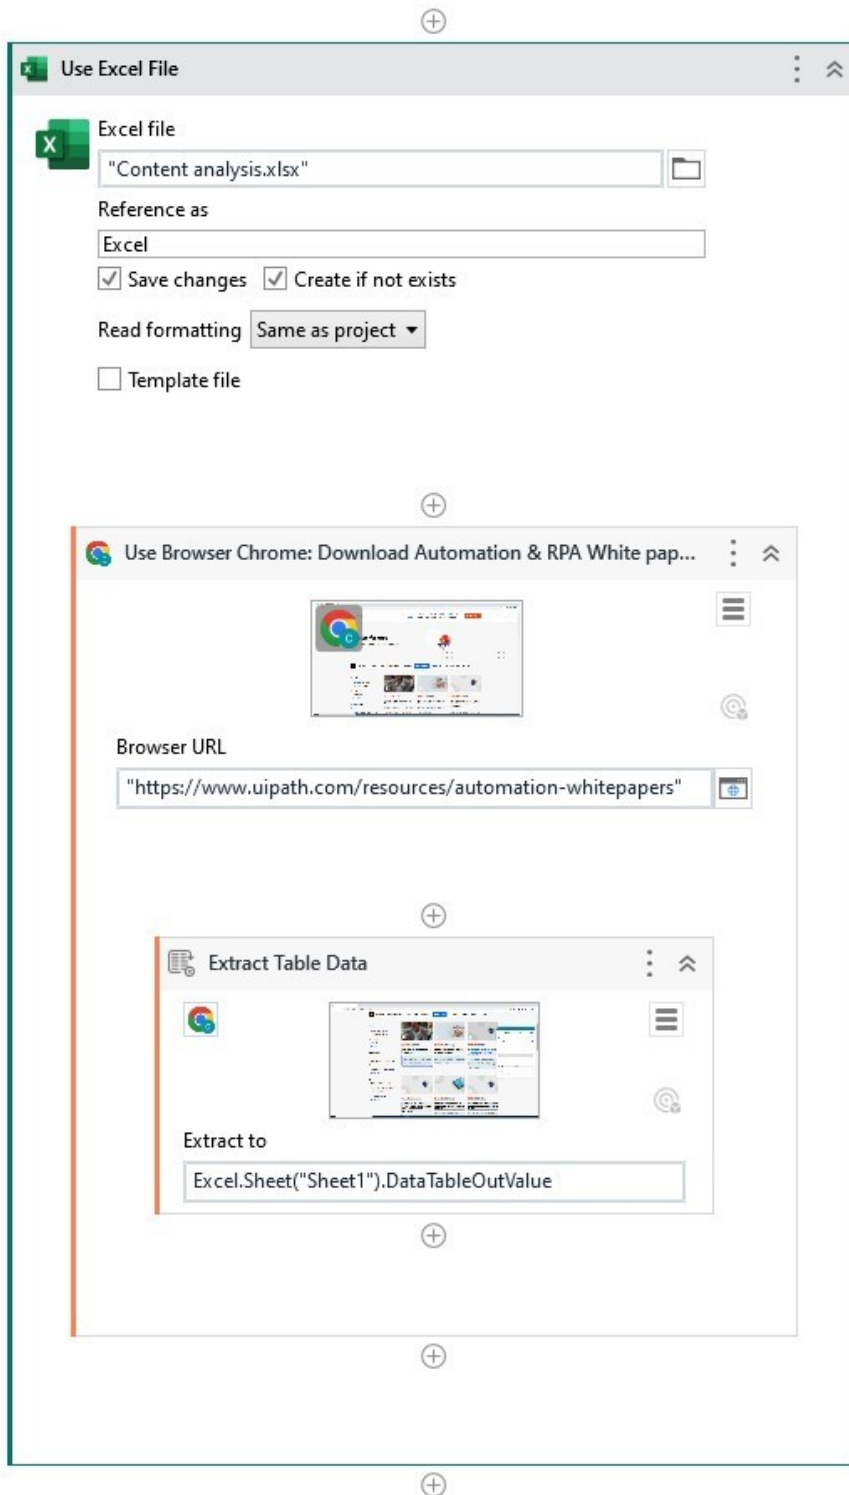 Use Excel File
Excel file
"Content analysis.xlsx"
Reference as
Excel
Save changes Create if not exists
Read formatting Same as project
Template file
Use Browser Chrome: Download Automation & RPA White pap...
Browser URL
"https://www.uipath.com/resources/automation-whitepapers"
Extract Table Data
Extract to
Excel.Sheet("Sheet1").DataTableOutValue